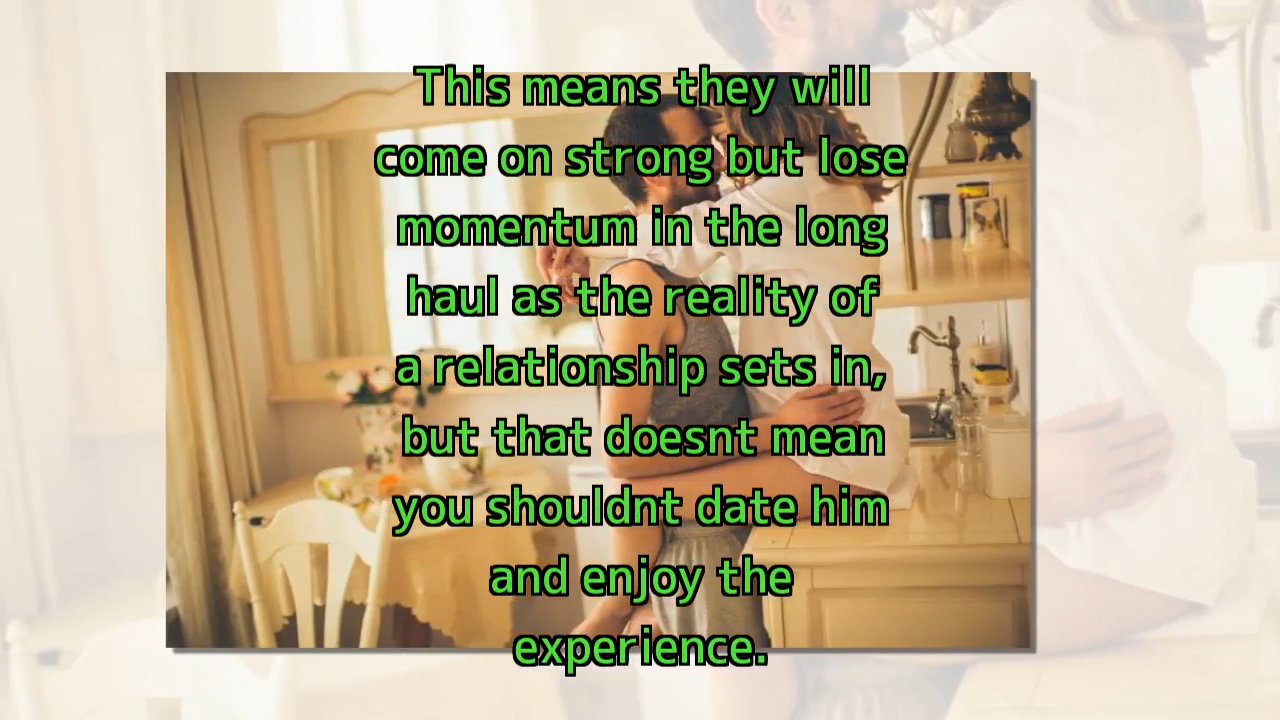 This means they will
come on strong but lose
momentum in the long
haul as the reality of
a relationship sets in,
but that doesnt mean
you shouldnt date him
and enjoy the
experience.